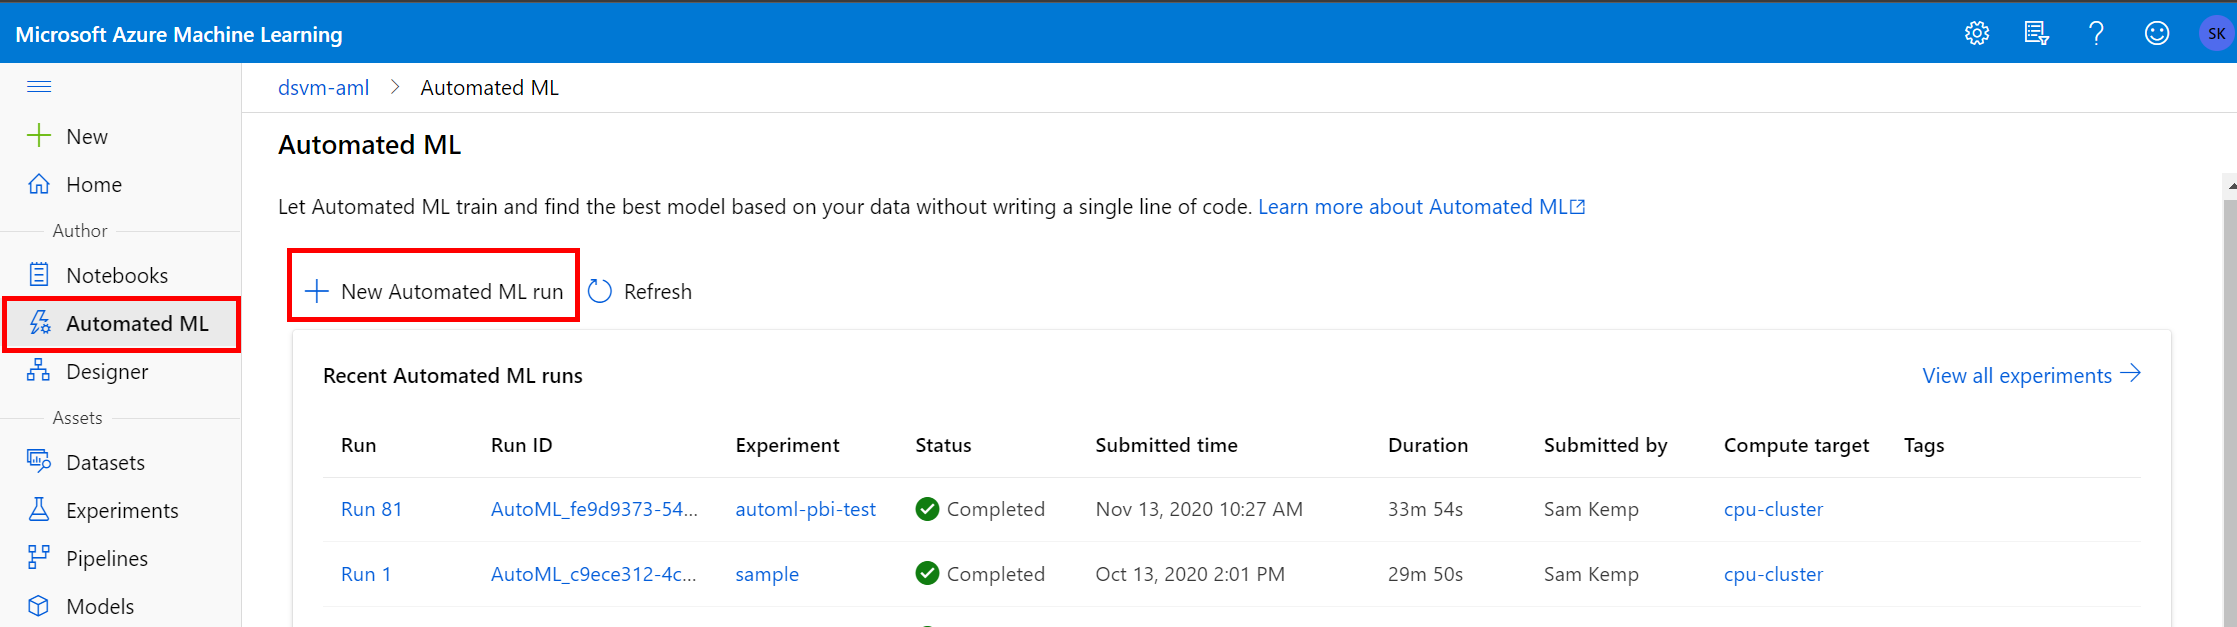 Microsoft Azure Machine Learning
SK
dsvm-aml > Automated ML
New
Home
Author
Notebooks
Automated ML
Designer
Assets
Datasets
Experiments
Pipelines
Models
Automated ML
Let Automated ML train and find the best model based on your data without writing a single line of code. Learn more about Automated ML
New Automated ML run Refresh
Recent Automated ML runs View all experiments
Run Run ID Experiment Status Submitted time Duration Submitted by Compute target Tags
Run 81 AutoML_fe9d9373-54... automl-pbi-test Completed Nov 13, 2020 10:27 AM 33m 54s Sam Kemp cpu-cluster
Run 1 AutoML_c9ece312-4c... sample Completed Oct 13, 2020 2:01 PM 29m 50s Sam Kemp cpu-cluster